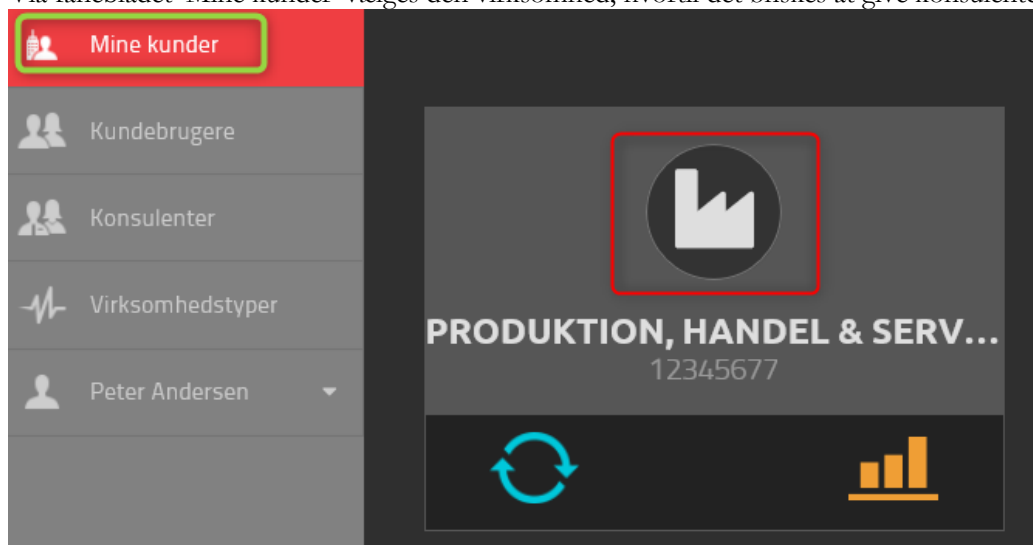 Via fanebladet "Mine kunder" vælges den virksomhed, hvortil det ønskes at give konsulente
Mine kunder
Kundebrugere
Konsulenter
Virksomhedstyper
Peter Andersen
PRODUKTION, HANDEL & SERV...
12345677